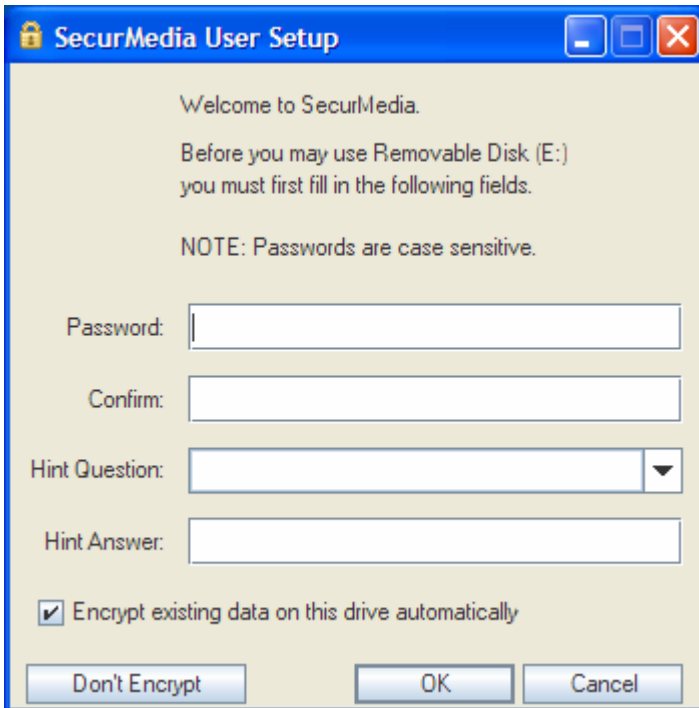 SecurMedia User Setup
Welcome to SecurMedia.
Before you may use Removable Disk (E:)
you must first fill in the following fields.
NOTE: Passwords are case sensitive.
Password:
Confirm:
Hint Question:
Hint Answer:
Encrypt existing data on this drive automatically
Don't Encrypt OK Cancel